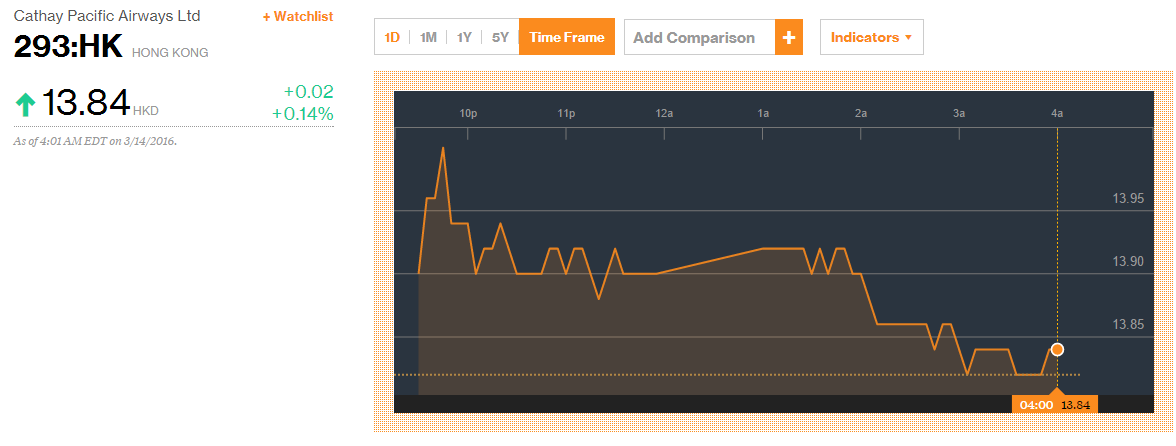 Cathay Pacific Airways Ltd
+ Watchlist
293:HK HONG KONG
13.84 HKD
+0.02
+0.14%
As of 4:01 AM EDT on 3/14/2016.
1D 1M 1Y 5Y Time Frame
Add Comparison +
Indicators
10p 11p 12a 1a 2a 3a 4a
13.95
13.90
13.85
04:00 13.84